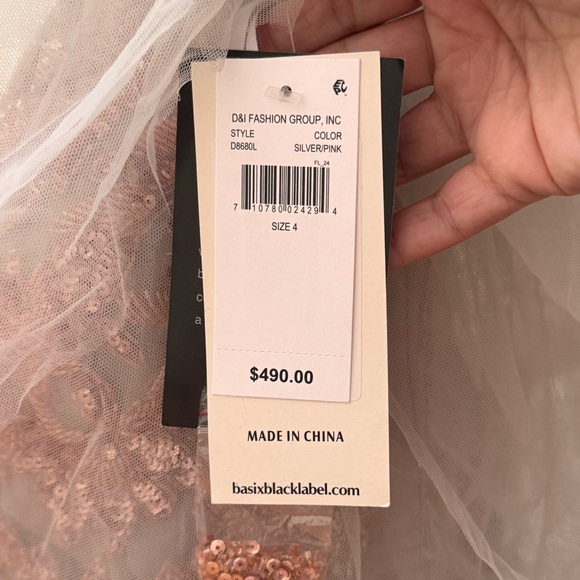 D&I FASHION GROUP, INC
STYLE COLOR
D8680L SILVER/PINK
FL_24
7 10780 02429 4
SIZE 4
$490.00
MADE IN CHINA
basixblacklabel.com